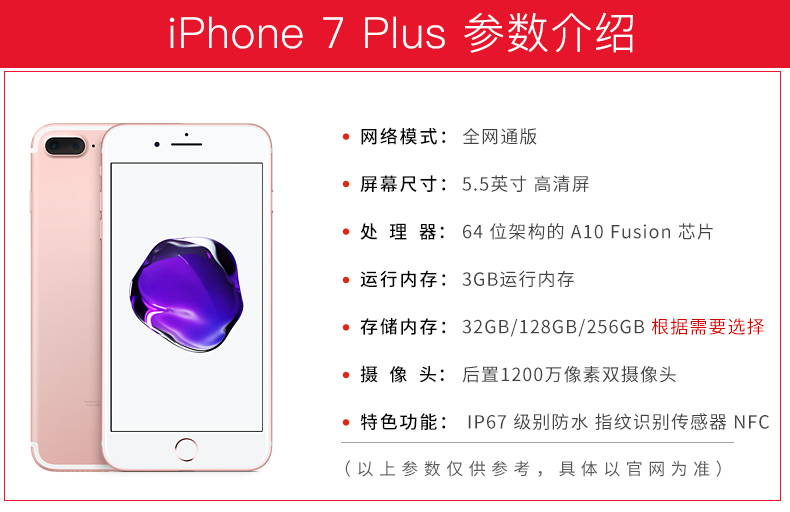 iPhone 7 Plus 参数介绍
网络模式： 全网通版
屏幕尺寸： 5.5英寸 高清屏
处 理 器： 64 位架构的 A10 Fusion 芯片
运行内存： 3GB运行内存
存储内存： 32GB/128GB/256GB 根据需要选择
摄 像 头： 后置1200万像素双摄像头
特色功能： IP67 级别防水 指纹识别传感器 NFC
（以上参数仅供参考，具体以官网为准）